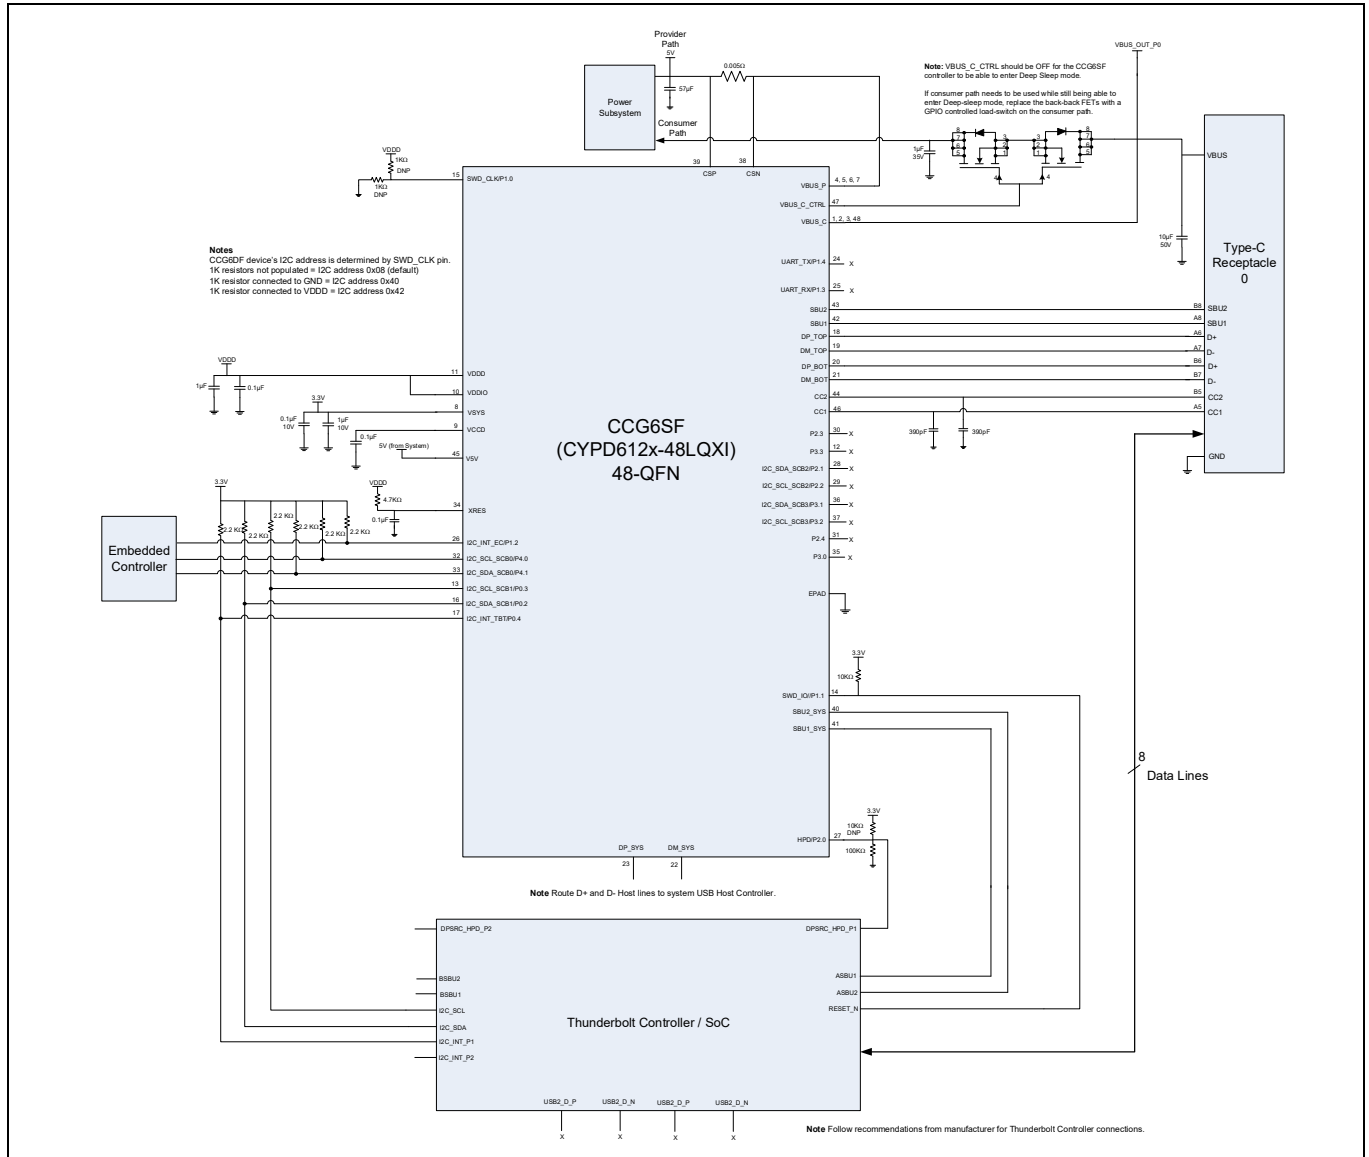 Provider
Path
5V
VBUS_OUT_P0
0.005Ω
57µF
Power
Subsystem
Consumer
Path
Note: VBUS_C_CTRL should be OFF for the CCG6SF
controller to be able to enter Deep Sleep mode.
If consumer path needs to be used while still being able to
enter Deep-sleep mode, replace the back-back FETs with a
GPIO controlled load-switch on the consumer path.
8
7
6
5
3
2
1
3
2
1
8
7
6
5
4
4
1µF
35V
VBUS
10µF
50V
Type-C
Receptacle
0
VDDD
1KΩ
DNP
1KΩ
DNP
15
SWD_CLK/P1.0
39
CSP
38
CSN
VBUS_P
4, 5, 6, 7
VBUS_C_CTRL
47
VBUS_C
1, 2, 3, 48
Notes
CCG6DF device's I2C address is determined by SWD_CLK pin.
1K resistors not populated = I2C address 0x08 (default)
1K resistor connected to GND = I2C address 0x40
1K resistor connected to VDDD = I2C address 0x42
UART_TX/P1.4
24
X
UART_RX/P1.3
25
X
SBU2
43
B8
SBU2
SBU1
42
A8
SBU1
DP_TOP
18
A6
D+
DM_TOP
19
A7
D-
DP_BOT
20
B6
D+
DM_BOT
21
B7
D-
CC2
44
B5
CC2
CC1
46
A5
CC1
390pF
390pF
GND
VDDD
1µF
0.1µF
11
VDDD
10
VDDIO
3.3V
0.1µF
10V
1µF
10V
8
VSYS
9
VCCD
0.1µF
5V (from System)
45
V5V
CCG6SF
(CYPD612x-48LQXI)
48-QFN
P2.3
30
X
P3.3
12
X
I2C_SDA_SCB2/P2.1
28
X
I2C_SCL_SCB2/P2.2
29
X
I2C_SDA_SCB3/P3.1
36
X
I2C_SCL_SCB3/P3.2
37
X
P2.4
31
X
P3.0
35
X
EPAD
VDDD
4.7KΩ
0.1µF
34
XRES
3.3V
2.2 KΩ
2.2 KΩ
2.2 KΩ
2.2 KΩ
2.2 KΩ
2.2 KΩ
Embedded
Controller
26
I2C_INT_EC/P1.2
32
I2C_SCL_SCB0/P4.0
33
I2C_SDA_SCB0/P4.1
13
I2C_SCL_SCB1/P0.3
16
I2C_SDA_SCB1/P0.2
17
I2C_INT_TBT/P0.4
3.3V
10KΩ
SWD_IO//P1.1
14
SBU2_SYS
40
SBU1_SYS
41
8
Data Lines
3.3V
10KΩ
DNP
100KΩ
HPD/P2.0
27
DP_SYS
23
DM_SYS
22
Note Route D+ and D- Host lines to system USB Host Controller.
DPSRC_HPD_P2
DPSRC_HPD_P1
BSBU2
BSBU1
I2C_SCL
I2C_SDA
I2C_INT_P1
I2C_INT_P2
Thunderbolt Controller / SoC
ASBU1
ASBU2
RESET_N
USB2_D_P
USB2_D_N
USB2_D_P
USB2_D_N
X
X
X
X
Note Follow recommendations from manufacturer for Thunderbolt Controller connections.